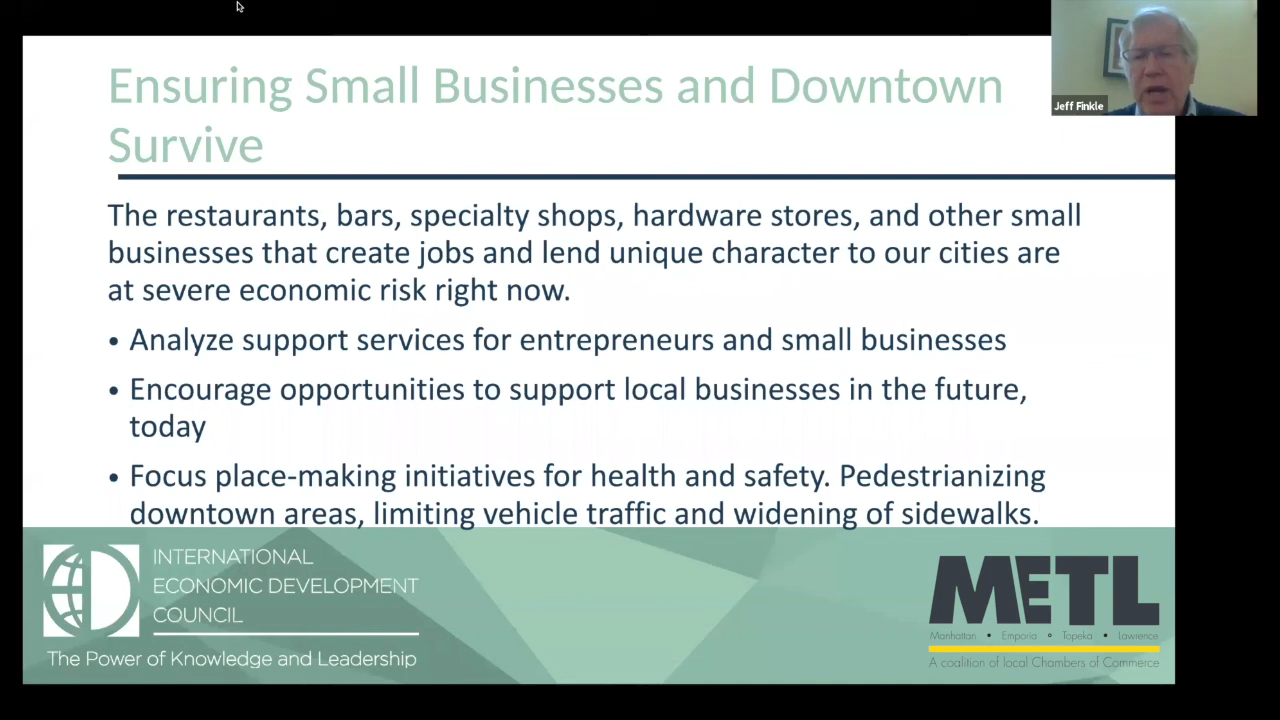 Ensuring Small Businesses and Downtown
Survive
Jeff Finkle
The restaurants, bars, specialty shops, hardware stores, and other small
businesses that create jobs and lend unique character to our cities are
at severe economic risk right now.
• Analyze support services for entrepreneurs and small businesses
• Encourage opportunities to support local businesses in the future,
today
• Focus place-making initiatives for health and safety. Pedestrianizing
downtown areas, limiting vehicle traffic and widening of sidewalks.
INTERNATIONAL
ECONOMIC DEVELOPMENT
COUNCIL
The Power of Knowledge and Leadership
METL
Manhattan • Emporia ° Topeka • Lawrence
A coalition of local Chambers of Commerce